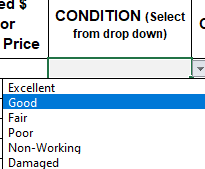 ed $
or
Price
CONDITION (Select
from drop down)
Excellent
Good
Fair
Poor
Non-Working
Damaged